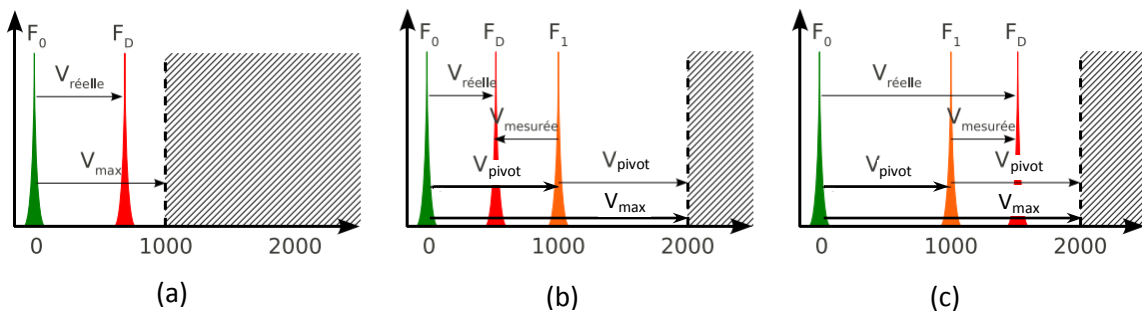 F0 FD
Vréelle
Vmax
0 1000 2000
(a)
F0 FD F1
Vréelle
Vmesurée
Vpivot Vpivot
Vmax
0 1000 2000
(b)
F0 F1 FD
Vréelle
Vmesurée
Vpivot Vpivot
Vmax
0 1000 2000
(c)